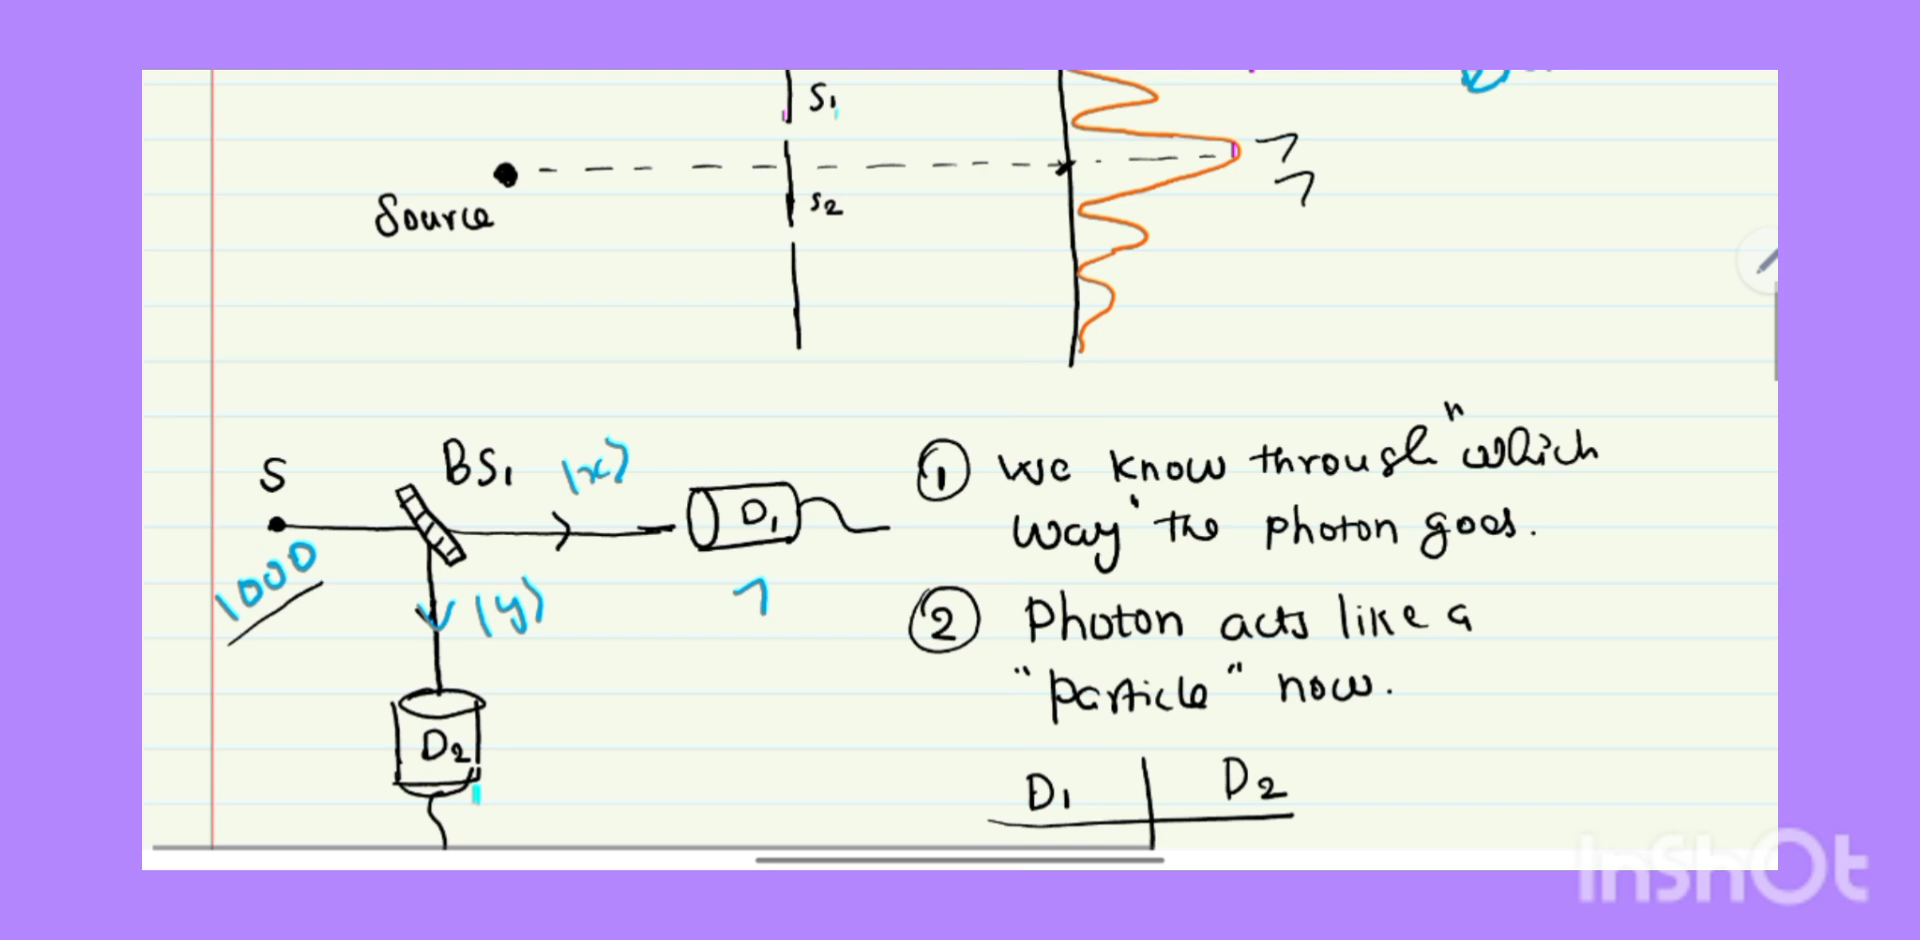 S1
Source
S2
S
BS1
|x⟩
D1
1000
|y⟩
D2
① we know through "which
way" the photon goes.
② Photon acts like a
"particle" now.
D1 D2
InShOt